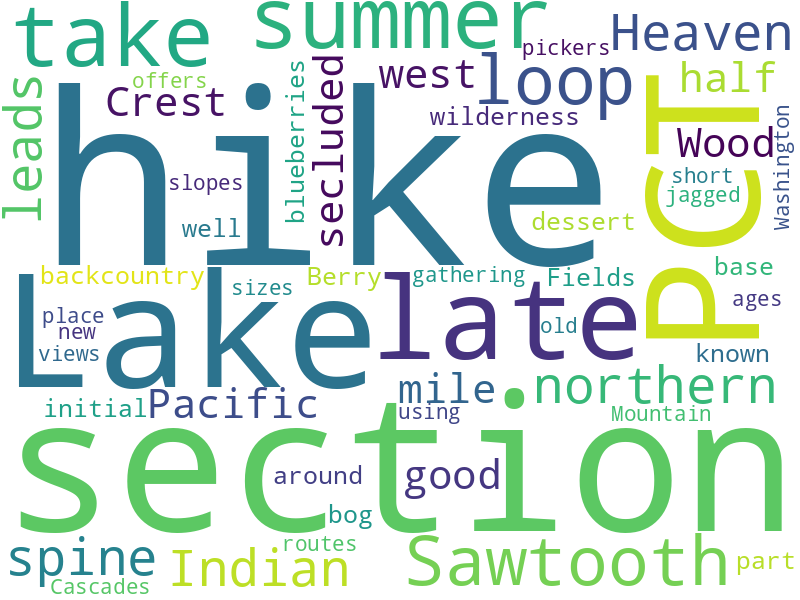 take
summer
pickers
Heaven
offers
Crest
leads
blueberries
secluded
west
loop
half
wilderness
hike
PCT
Wood
Washington
slopes
short
jagged
well
dessert
backcountry
sizes
Berry
gathering
Fields
base
Lake
late
place
new
views
old
ages
known
initial
Pacific
mile
using
northern
Mountain
section
around
good
bog
routes
spine
Cascades
Indian
Sawtooth
part